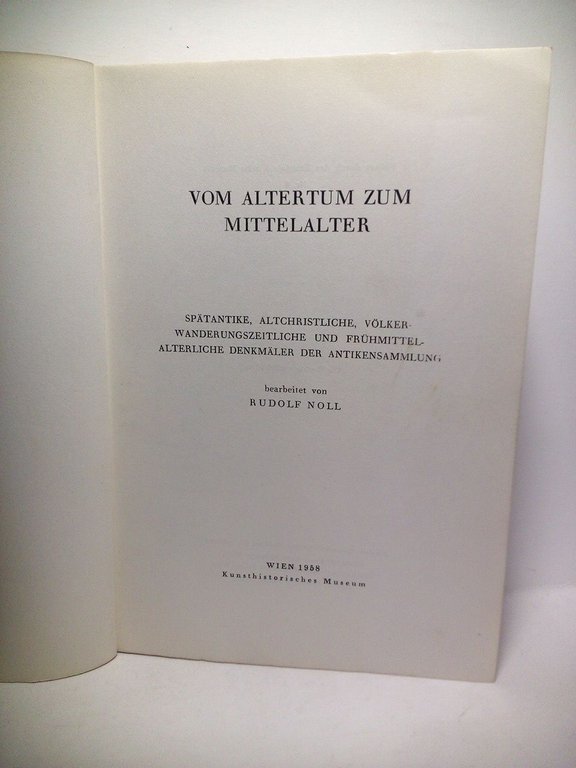 VOM ALTERTUM ZUM
MITTELALTER
SPÄTANTIKE, ALTCHRISTLICHE, VÖLKER-
WANDERUNGSZEITLICHE UND FRÜHMITTEL-
ALTERLICHE DENKMÄLER DER ANTIKENSAMMLUNG
bearbeitet von
RUDOLF NOLL
WIEN 1958
Kunsthistorisches Museum